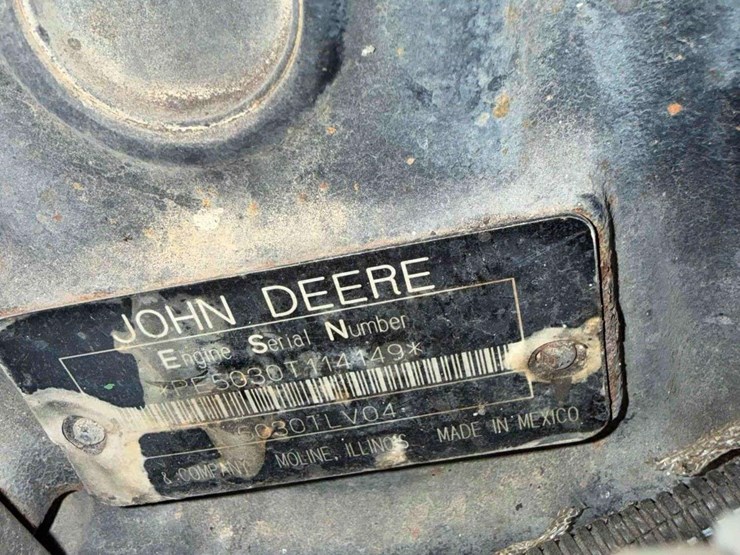 JOHN DEERE
Engine Serial Number
*PE5030T114149*
5030TLV04
& COMPANY MOLINE, ILLINOIS MADE IN MEXICO